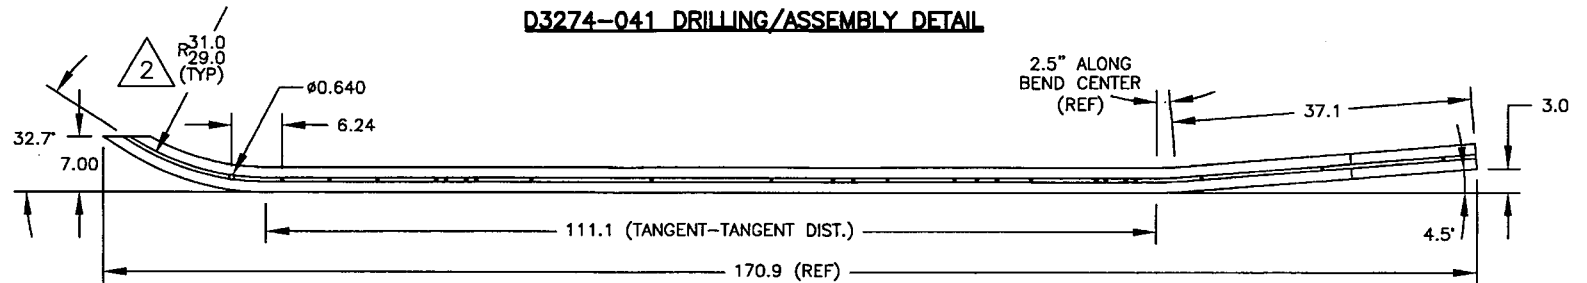 D3274-041 DRILLING/ASSEMBLY DETAIL
2
R31.0
29.0
(TYP)
ø0.640
6.24
2.5" ALONG
BEND CENTER
(REF)
37.1
3.0
32.7°
7.00
111.1 (TANGENT-TANGENT DIST.)
4.5°
170.9 (REF)